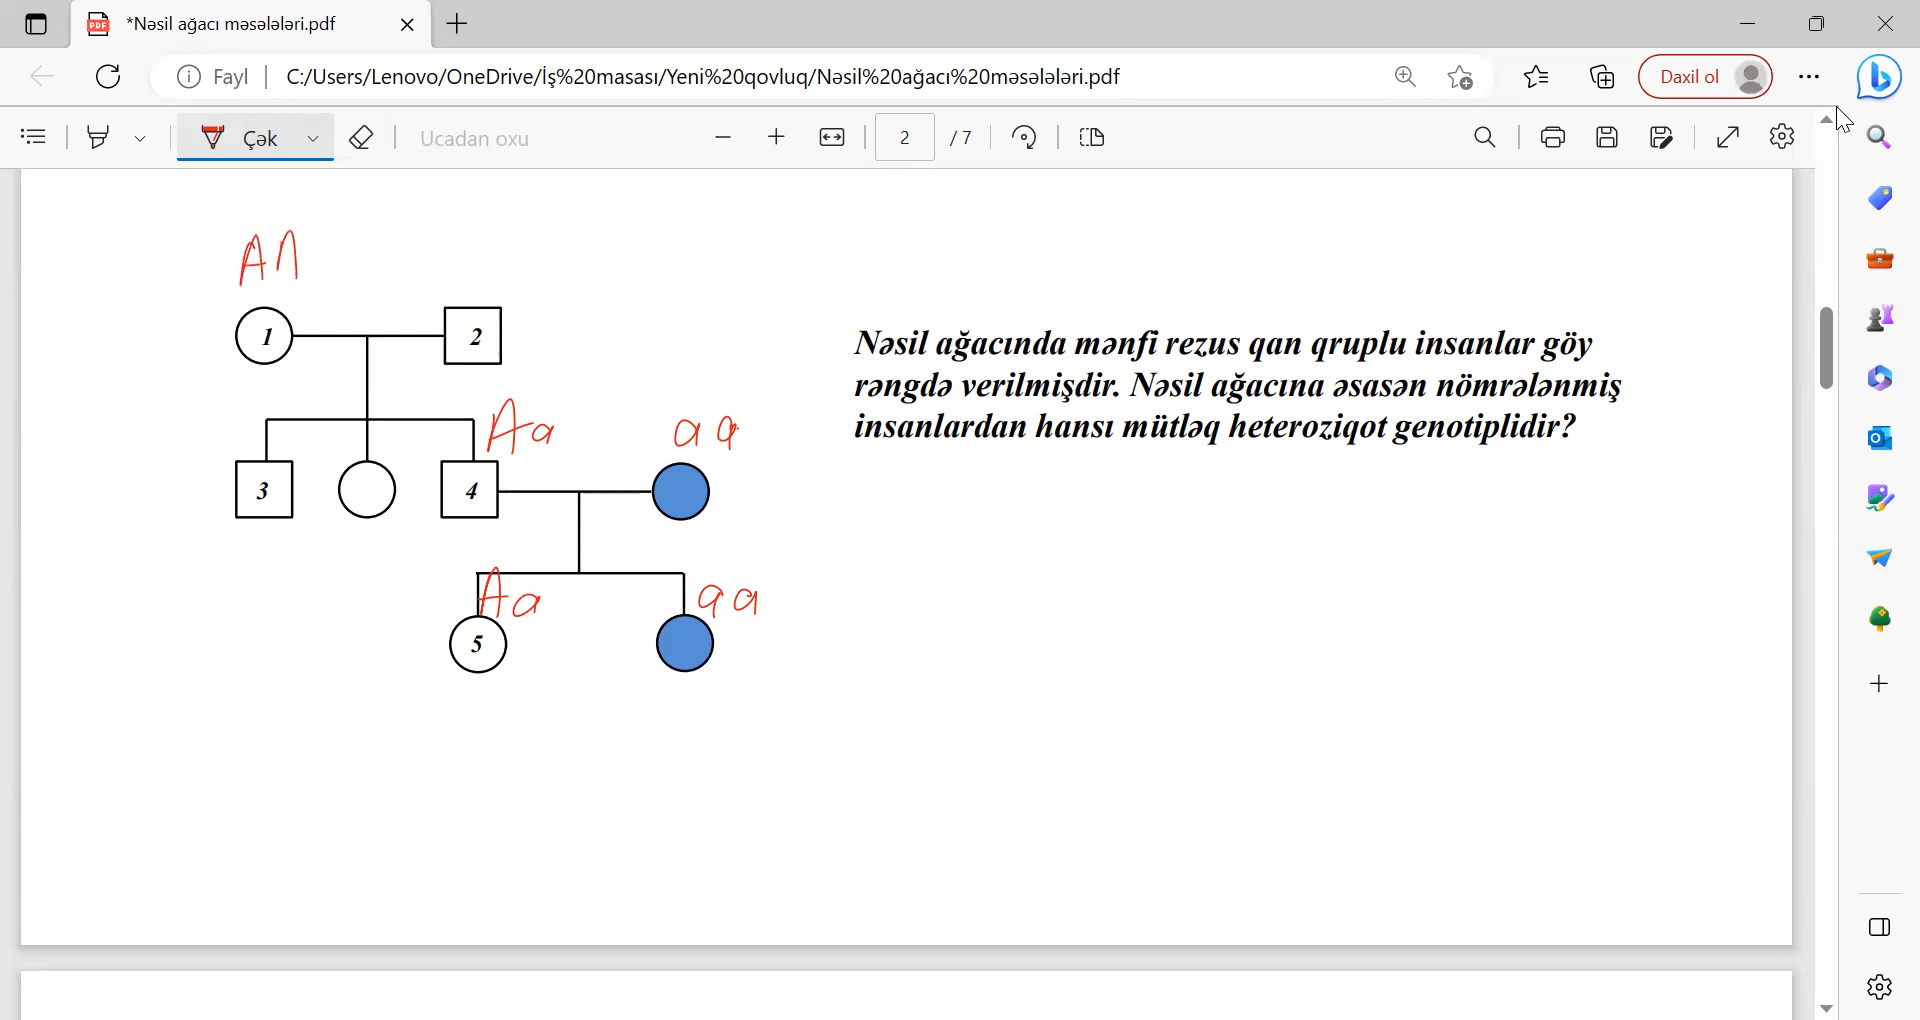 *Nəsil ağacı məsələləri.pdf
Fayl
C:/Users/Lenovo/OneDrive/İş%20masası/Yeni%20qovluq/Nəsil%20ağacı%20məsələləri.pdf
Daxil ol
Çək
Ucadan oxu
2
/ 7
1
2
Nəsil ağacında mənfi rezus qan qruplu insanlar göy
rəngdə verilmişdir. Nəsil ağacına əsasən nömrələnmiş
insanlardan hansı mütləq heteroziqot genotiplidir?
Aa
aa
3
4
Aa
aa
5